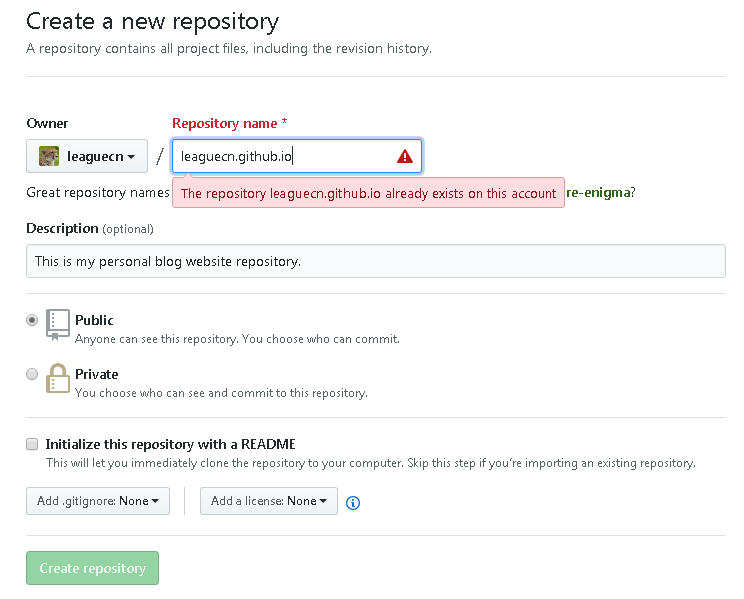 Create a new repository
A repository contains all project files, including the revision history.
Owner
Repository name *
leaguecn
/
leaguecn.github.io
Great repository names
The repository leaguecn.github.io already exists on this account
re-enigma?
Description (optional)
This is my personal blog website repository.
Public
Anyone can see this repository. You choose who can commit.
Private
You choose who can see and commit to this repository.
Initialize this repository with a README
This will let you immediately clone the repository to your computer. Skip this step if you’re importing an existing repository.
Add .gitignore: None
Add a license: None
Create repository